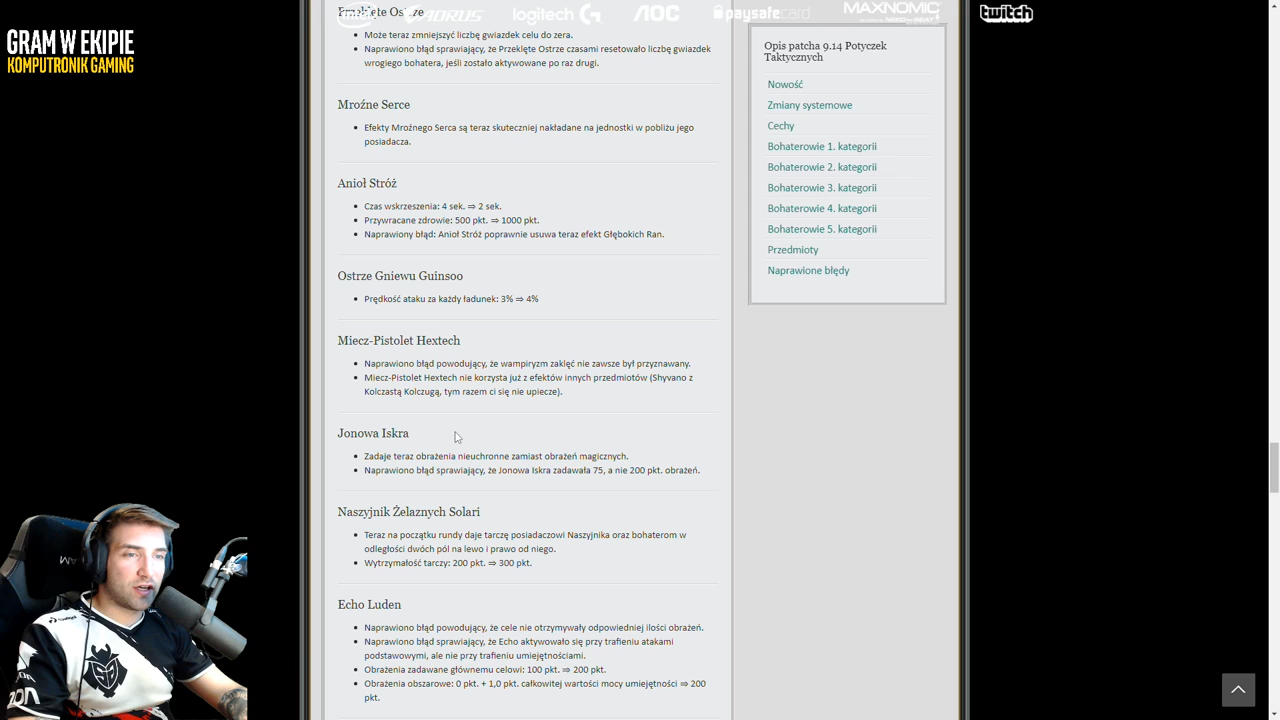 GRAM W EKIPIE
KOMPUTRONIK GAMING
intel
AORUS
logitech G
AOC
paysafecard
MAXNOMIC
twitch
Przeklęte Ostrze
Może teraz zmniejszyć liczbę gwiazdek celu do zera.
Naprawiono błąd sprawiający, że Przeklęte Ostrze czasami resetowało liczbę gwiazdek
wrogiego bohatera, jeśli zostało aktywowane po raz drugi.
Mroźne Serce
Efekty Mroźnego Serca są teraz skuteczniej nakładane na jednostki w pobliżu jego
posiadacza.
Anioł Stróż
Czas wskrzeszenia: 4 sek. ⇒ 2 sek.
Przywracane zdrowie: 500 pkt. ⇒ 1000 pkt.
Naprawiony błąd: Anioł Stróż poprawnie usuwa teraz efekt Głębokich Ran.
Ostrze Gniewu Guinsoo
Prędkość ataku za każdy ładunek: 3% ⇒ 4%
Miecz-Pistolet Hextech
Naprawiono błąd powodujący, że wampiryzm zaklęć nie zawsze był przyznawany.
Miecz-Pistolet Hextech nie korzysta już z efektów innych przedmiotów (Shyvano z
Kolczastą Kolczugą, tym razem ci się nie upiecze).
Jonowa Iskra
Zadaje teraz obrażenia nieuchronne zamiast obrażeń magicznych.
Naprawiono błąd sprawiający, że Jonowa Iskra zadawała 75, a nie 200 pkt. obrażeń.
Naszyjnik Żelaznych Solari
Teraz na początku rundy daje tarczę posiadaczowi Naszyjnika oraz bohaterom w
odległości dwóch pól na lewo i prawo od niego.
Wytrzymałość tarczy: 200 pkt. ⇒ 300 pkt.
Echo Luden
Naprawiono błąd powodujący, że cele nie otrzymywały odpowiedniej ilości obrażeń.
Naprawiono błąd sprawiający, że Echo aktywowało się przy trafieniu atakami
podstawowymi, ale nie przy trafieniu umiejętnościami.
Obrażenia zadawane głównemu celowi: 100 pkt. ⇒ 200 pkt.
Obrażenia obszarowe: 0 pkt. + 1,0 pkt. całkowitej wartości mocy umiejętności ⇒ 200
pkt.
Opis patcha 9.14 Potyczek
Taktycznych
Nowość
Zmiany systemowe
Cechy
Bohaterowie 1. kategorii
Bohaterowie 2. kategorii
Bohaterowie 3. kategorii
Bohaterowie 4. kategorii
Bohaterowie 5. kategorii
Przedmioty
Naprawione błędy
G2